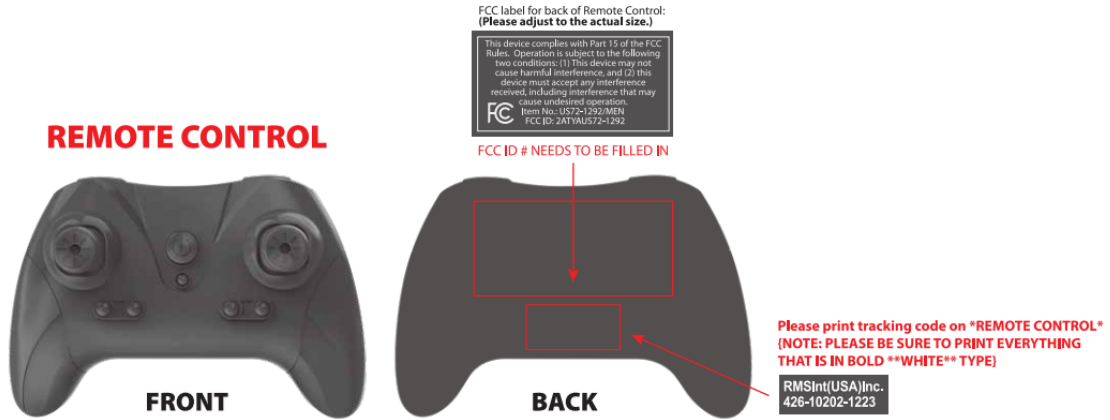 FCC label for back of Remote Control:
(Please adjust to the actual size.)
This device complies with Part 15 of the FCC
Rules. Operation is subject to the following
two conditions: (1) This device may not
cause harmful interference, and (2) this
device must accept any interference
received, including interference that may
cause undesired operation.
FC Item No.: US72-1292/MEN
FCC ID: 2ATYAUS72-1292
REMOTE CONTROL
FCC ID # NEEDS TO BE FILLED IN
Please print tracking code on *REMOTE CONTROL*
{NOTE: PLEASE BE SURE TO PRINT EVERYTHING
THAT IS IN BOLD **WHITE** TYPE}
RMSInt(USA)Inc.
426-10202-1223
FRONT
BACK